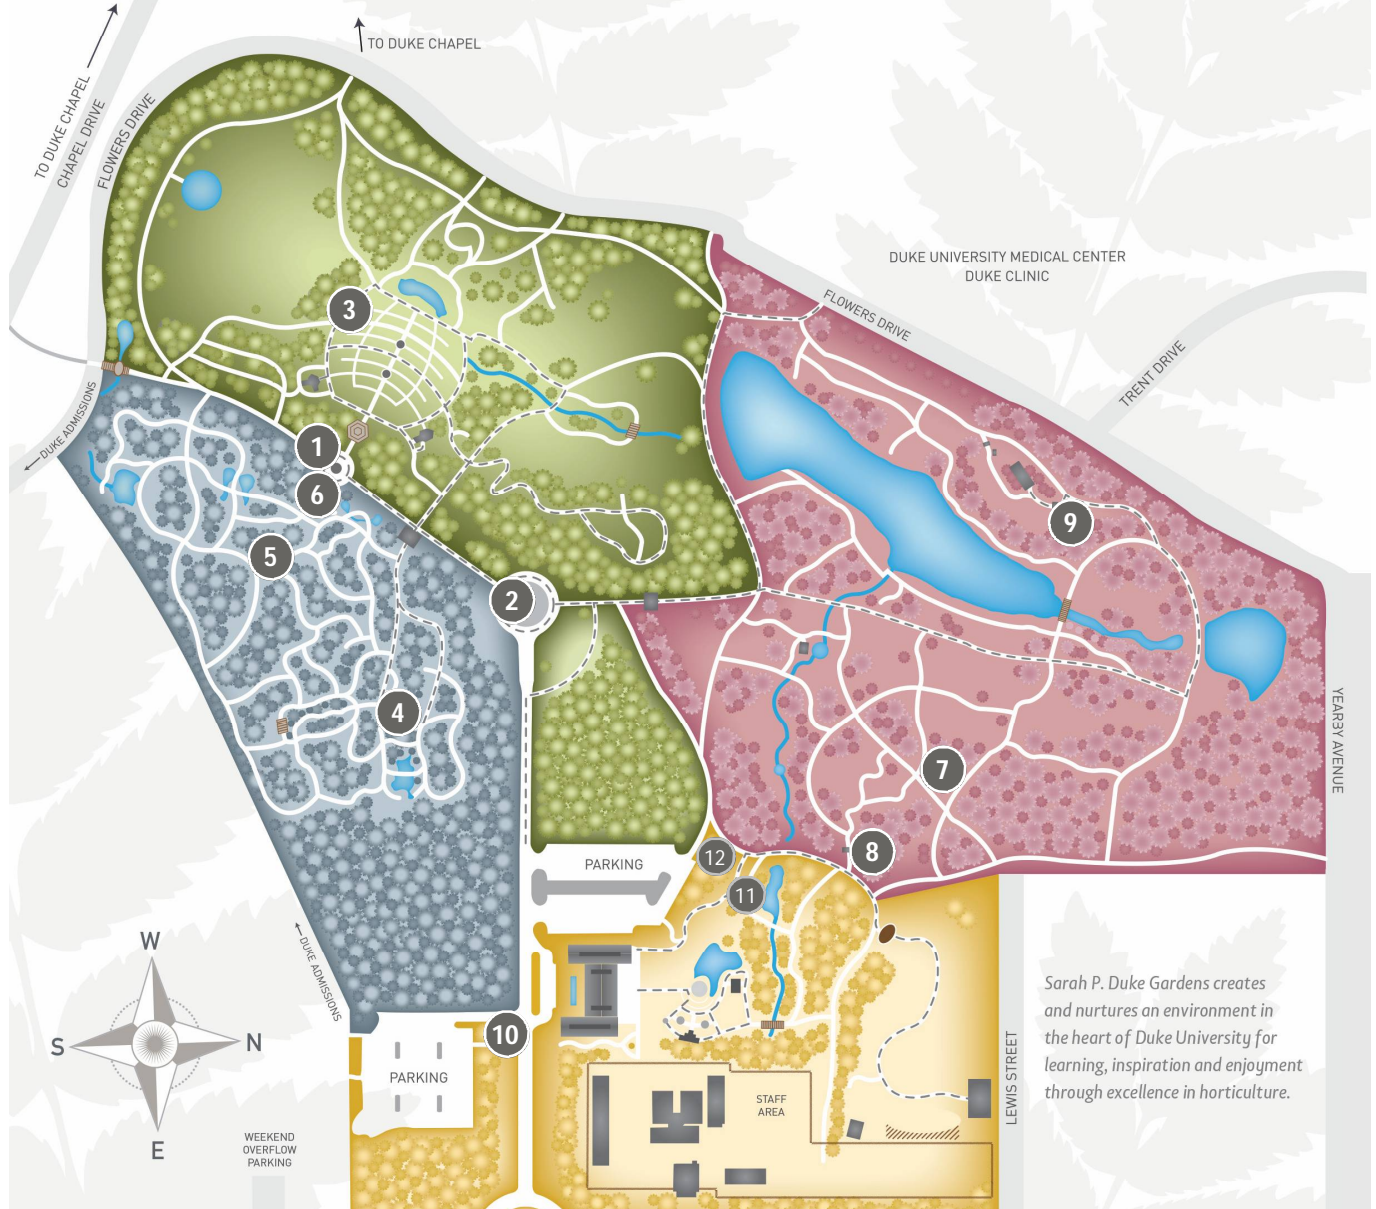 TO DUKE CHAPEL
TO DUKE CHAPEL
CHAPEL DRIVE
FLOWERS DRIVE
DUKE UNIVERSITY MEDICAL CENTER
DUKE CLINIC
FLOWERS DRIVE
TRENT DRIVE
3
DUKE ADMISSIONS
1
6
9
5
2
4
YEARBY AVENUE
7
8
12
PARKING
11
DUKE ADMISSIONS
W
S
N
E
10
PARKING
STAFF
AREA
LEWIS STREET
WEEKEND
OVERFLOW
PARKING
Sarah P. Duke Gardens creates
and nurtures an environment in
the heart of Duke University for
learning, inspiration and enjoyment
through excellence in horticulture.